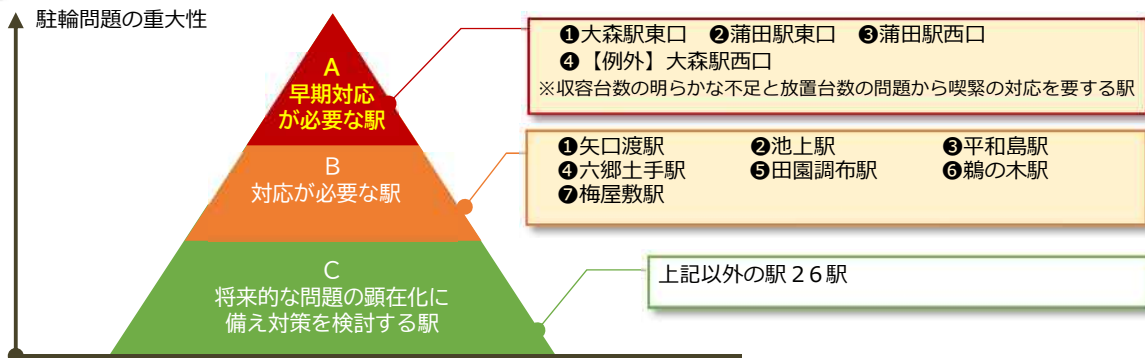 駐輪問題の重大性
A
早期対応
が必要な駅
❶大森駅東口 ❷蒲田駅東口 ❸蒲田駅西口
❹【例外】大森駅西口
※収容台数の明らかな不足と放置台数の問題から喫緊の対応を要する駅
B
対応が必要な駅
❶矢口渡駅 ❷池上駅 ❸平和島駅
❹六郷土手駅 ❺田園調布駅 ❻鵜の木駅
❼梅屋敷駅
C
将来的な問題の顕在化に
備え対策を検討する駅
上記以外の駅26駅